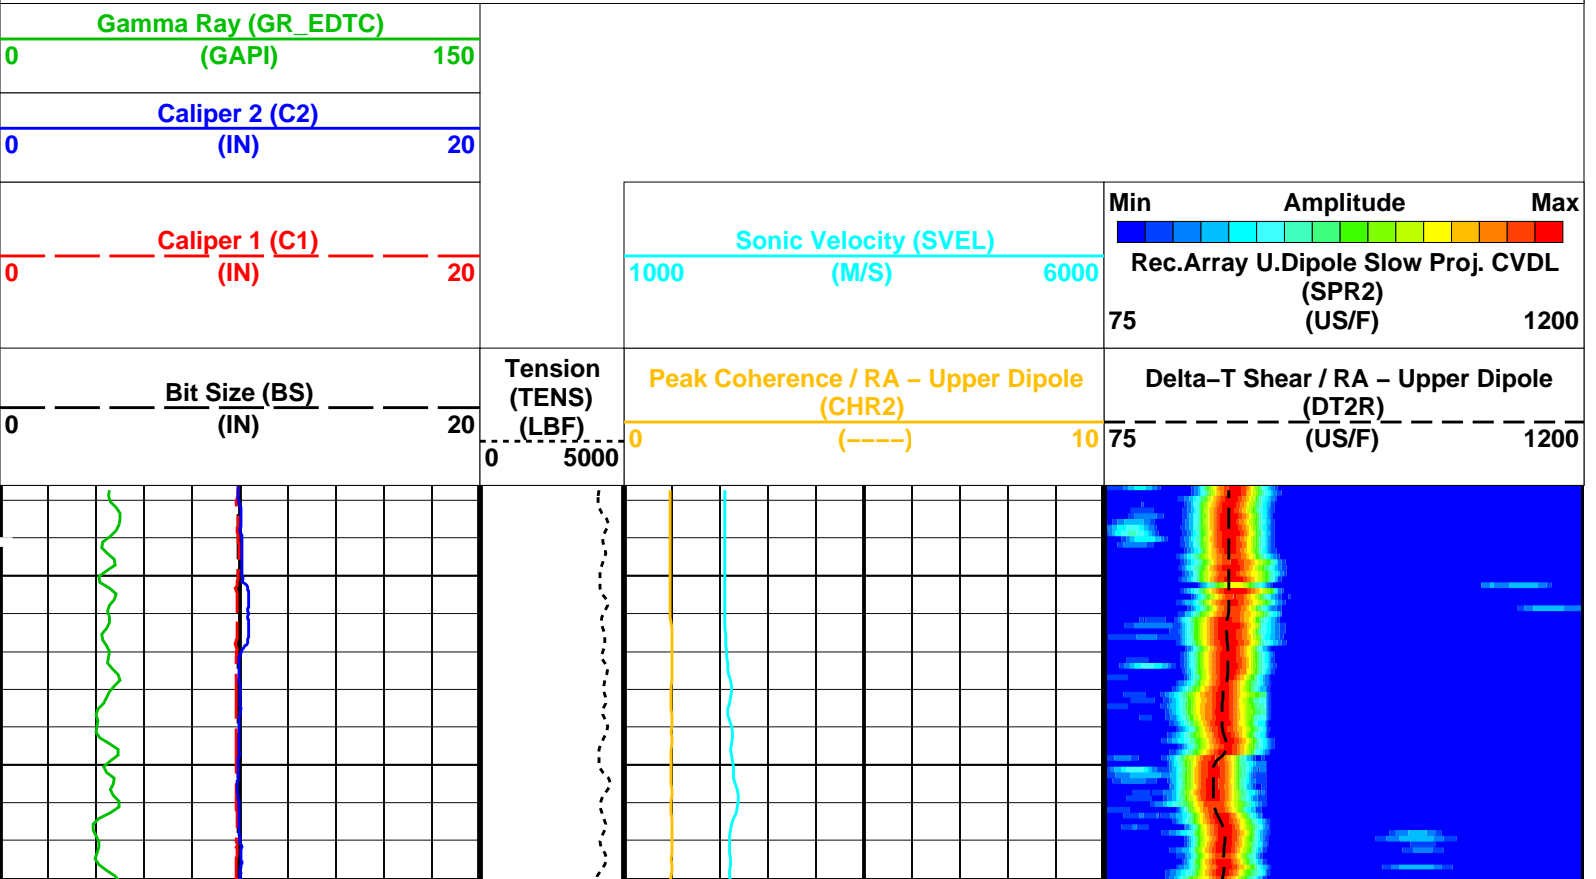 Gamma Ray (GR_EDTC)
0 (GAPI) 150
Caliper 2 (C2)
0 (IN) 20
Caliper 1 (C1)
0 (IN) 20
Bit Size (BS)
0 (IN) 20
Tension
(TENS)
(LBF)
0 5000
Sonic Velocity (SVEL)
1000 (M/S) 6000
Peak Coherence / RA – Upper Dipole
(CHR2)
0 (––––) 10
Min Amplitude Max
Rec.Array U.Dipole Slow Proj. CVDL
(SPR2)
75 (US/F) 1200
Delta–T Shear / RA – Upper Dipole
(DT2R)
75 (US/F) 1200